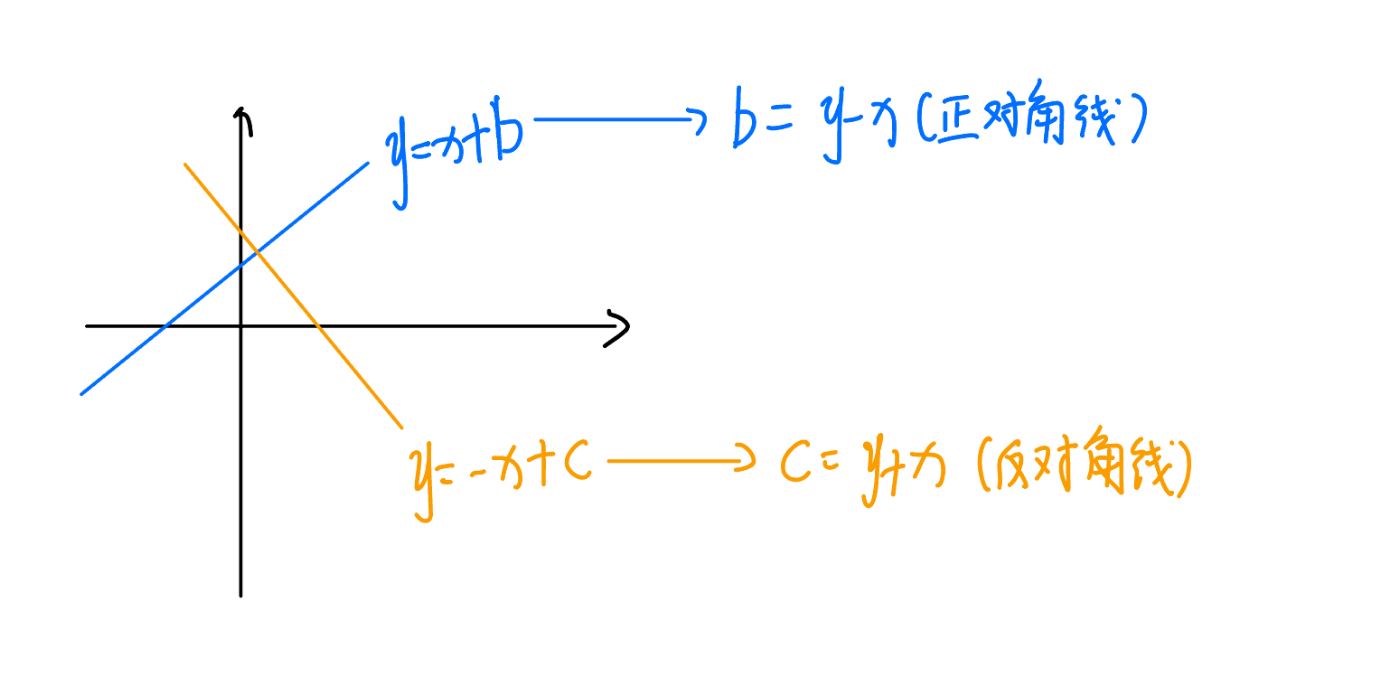 y=x+b → b= y-x (正对角线)
y=-x+c → c= y+x (反对角线)